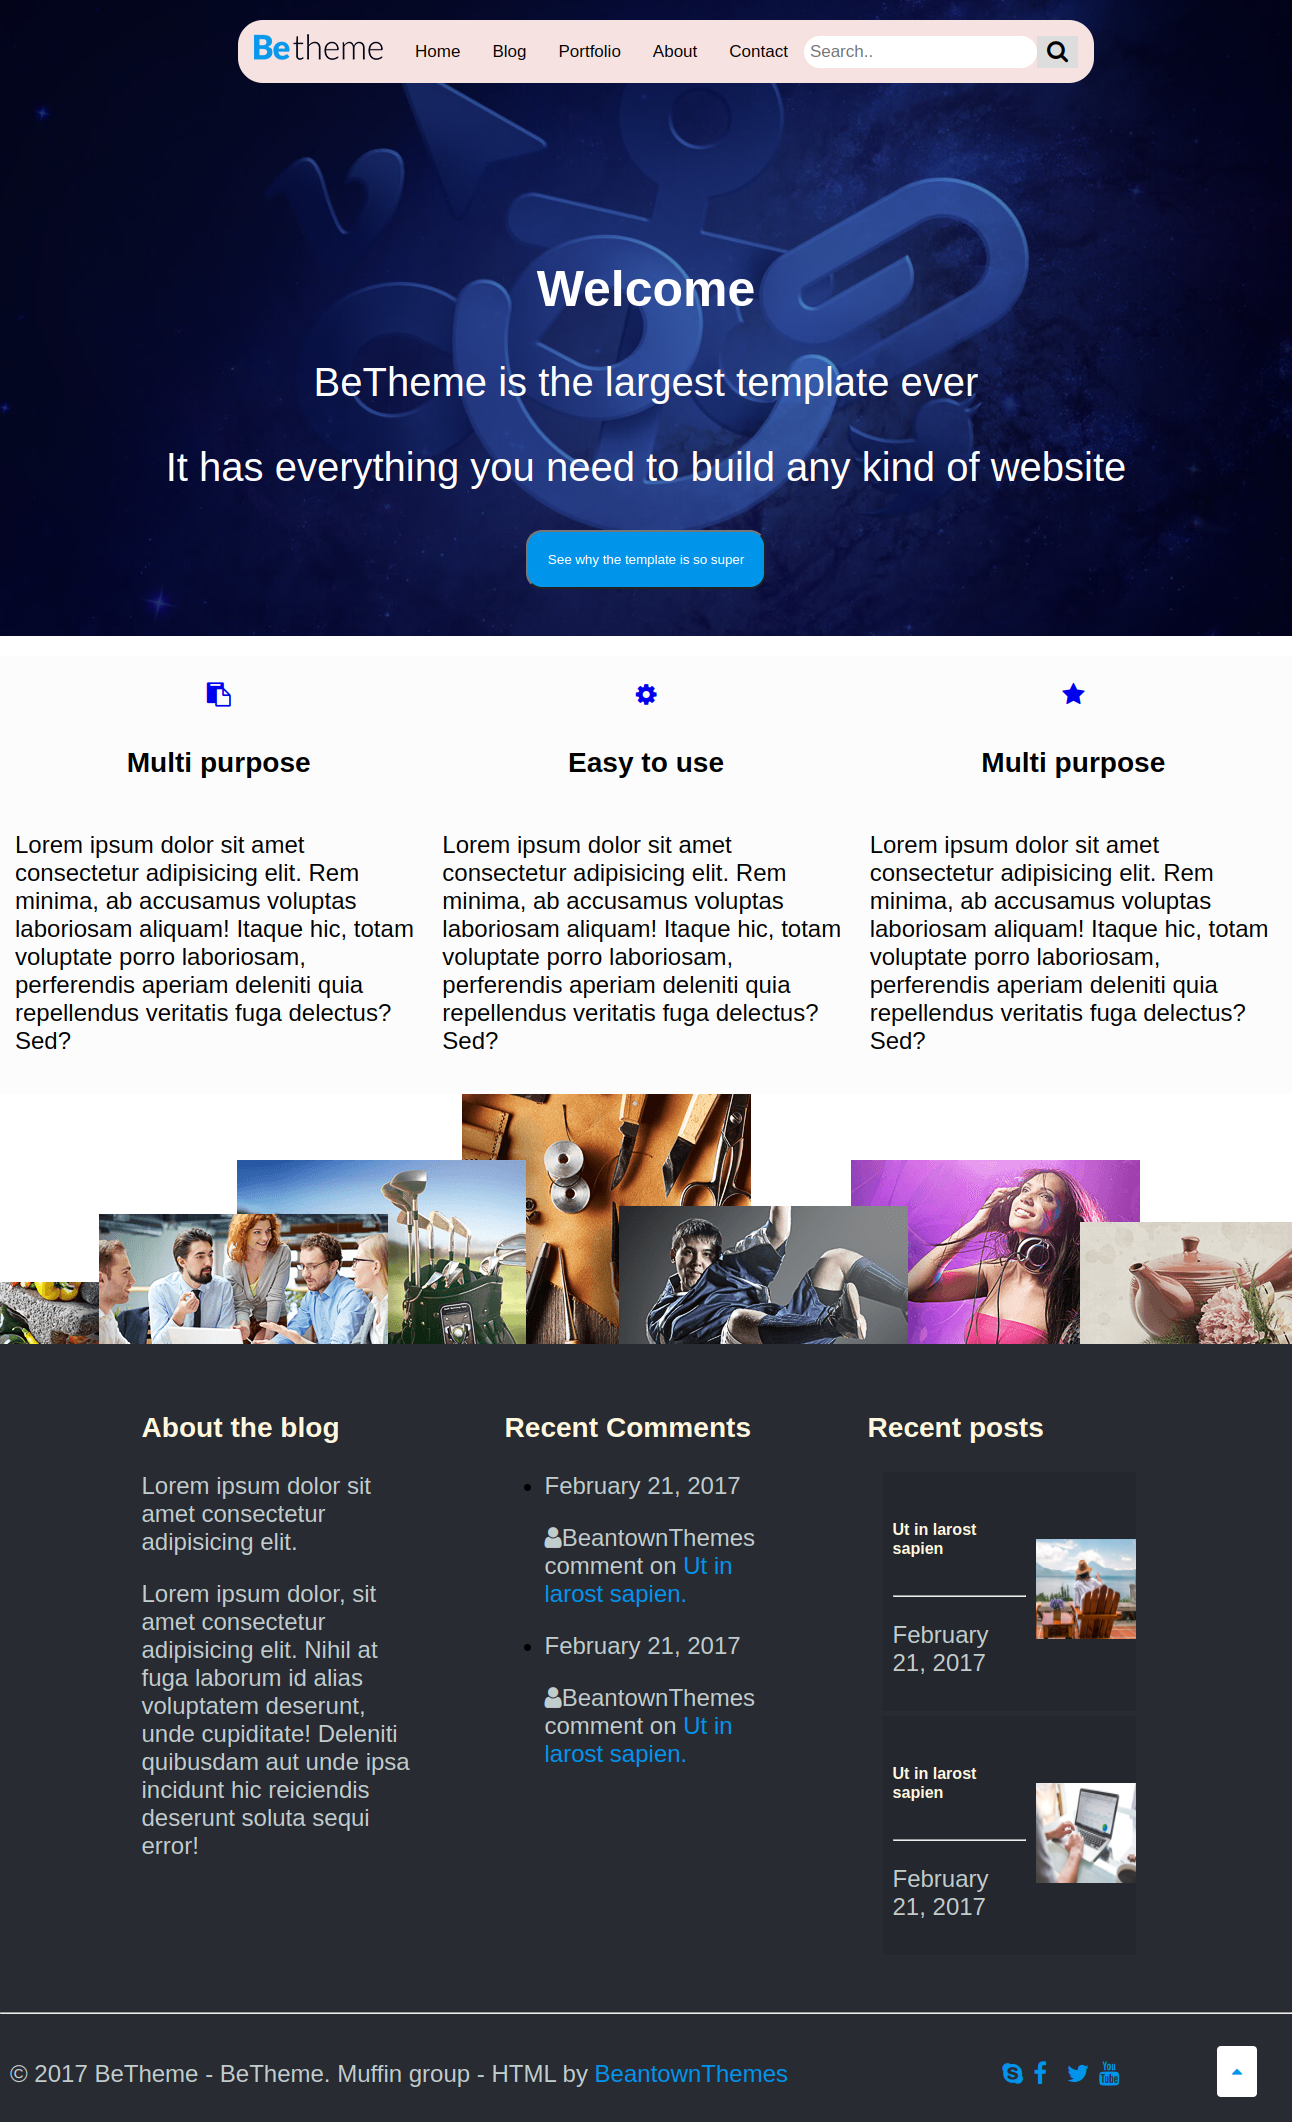 Betheme Home Blog Portfolio About Contact Search..
Welcome
BeTheme is the largest template ever
It has everything you need to build any kind of website
See why the template is so super
Multi purpose
Lorem ipsum dolor sit amet
consectetur adipisicing elit. Rem
minima, ab accusamus voluptas
laboriosam aliquam! Itaque hic, totam
voluptate porro laboriosam,
perferendis aperiam deleniti quia
repellendus veritatis fuga delectus?
Sed?
Easy to use
Lorem ipsum dolor sit amet
consectetur adipisicing elit. Rem
minima, ab accusamus voluptas
laboriosam aliquam! Itaque hic, totam
voluptate porro laboriosam,
perferendis aperiam deleniti quia
repellendus veritatis fuga delectus?
Sed?
Multi purpose
Lorem ipsum dolor sit amet
consectetur adipisicing elit. Rem
minima, ab accusamus voluptas
laboriosam aliquam! Itaque hic, totam
voluptate porro laboriosam,
perferendis aperiam deleniti quia
repellendus veritatis fuga delectus?
Sed?
About the blog
Lorem ipsum dolor sit
amet consectetur
adipisicing elit.
Lorem ipsum dolor, sit
amet consectetur
adipisicing elit. Nihil at
fuga laborum id alias
voluptatem deserunt,
unde cupiditate! Deleniti
quibusdam aut unde ipsa
incidunt hic reiciendis
deserunt soluta sequi
error!
Recent Comments
• February 21, 2017
BeantownThemes
comment on Ut in
larost sapien.
• February 21, 2017
BeantownThemes
comment on Ut in
larost sapien.
Recent posts
Ut in larost
sapien
February
21, 2017
Ut in larost
sapien
February
21, 2017
© 2017 BeTheme - BeTheme. Muffin group - HTML by BeantownThemes
You
Tube